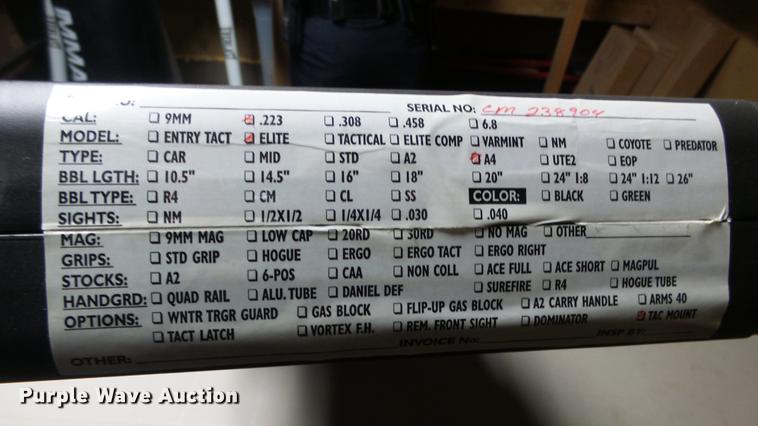 SERIAL NO: CM 238904
CAL: 9MM .223 .308 .458 6.8
MODEL: ENTRY TACT ELITE TACTICAL ELITE COMP VARMINT NM COYOTE PREDATOR
TYPE: CAR MID STD A2 A4 UTE2 EOP
BBL LGTH: 10.5" 14.5" 16" 18" 20" 24" 1:8 24" 1:12 26"
BBL TYPE: R4 CM CL SS COLOR: BLACK GREEN
SIGHTS: NM 1/2X1/2 1/4X1/4 .030 .040
MAG: 9MM MAG LOW CAP 20RD 30RD NO MAG OTHER
GRIPS: STD GRIP HOGUE ERGO ERGO TACT ERGO RIGHT
STOCKS: A2 6-POS CAA NON COLL ACE FULL ACE SHORT MAGPUL
HANDGRD: QUAD RAIL ALU. TUBE DANIEL DEF SUREFIRE R4 HOGUE TUBE
OPTIONS: WNTR TRGR GUARD GAS BLOCK FLIP-UP GAS BLOCK A2 CARRY HANDLE ARMS 40
TACT LATCH VORTEX F.H. REM. FRONT SIGHT DOMINATOR TAC MOUNT
OTHER: INVOICE No: INSP BY:
Purple Wave Auction